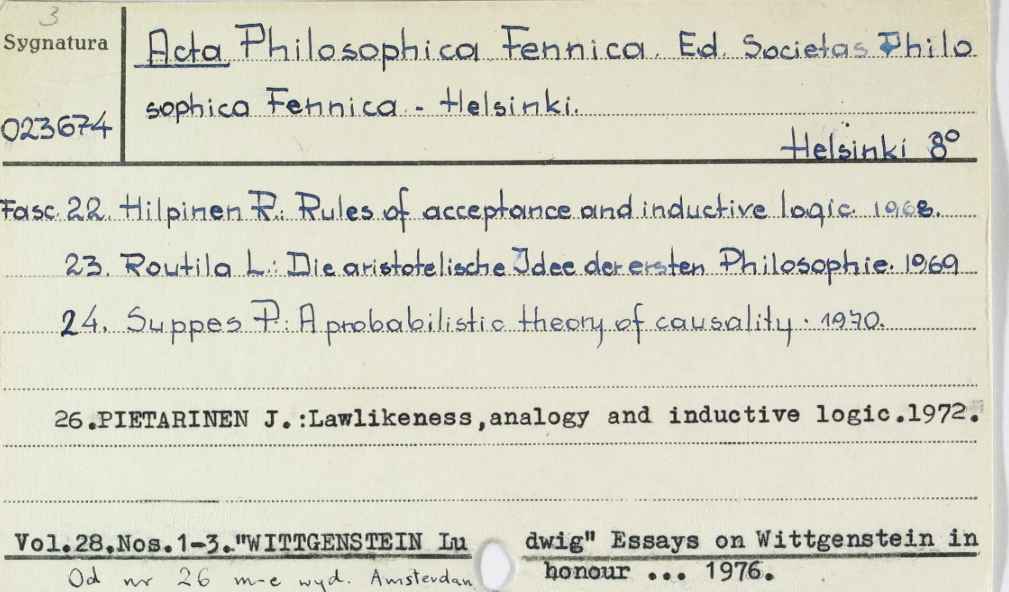 3
Sygnatura
Acta Philosophica Fennica. Ed. Societas Philo
sophica Fennica - Helsinki.
023674
Helsinki 8°
Fasc. 22. Hilpinen R.: Rules of acceptance and inductive logic. 1968.
23. Routila L.: Die aristotelische Idee der ersten Philosophie. 1969
24. Suppes P.: A probabilistic theory of causality. 1970.
26.PIETARINEN J.:Lawlikeness,analogy and inductive logic.1972.
Vol.28.Nos.1-3."WITTGENSTEIN Lu dwig" Essays on Wittgenstein in
honour ... 1976.
Od nr 26 m-e wyd. Amsterdam